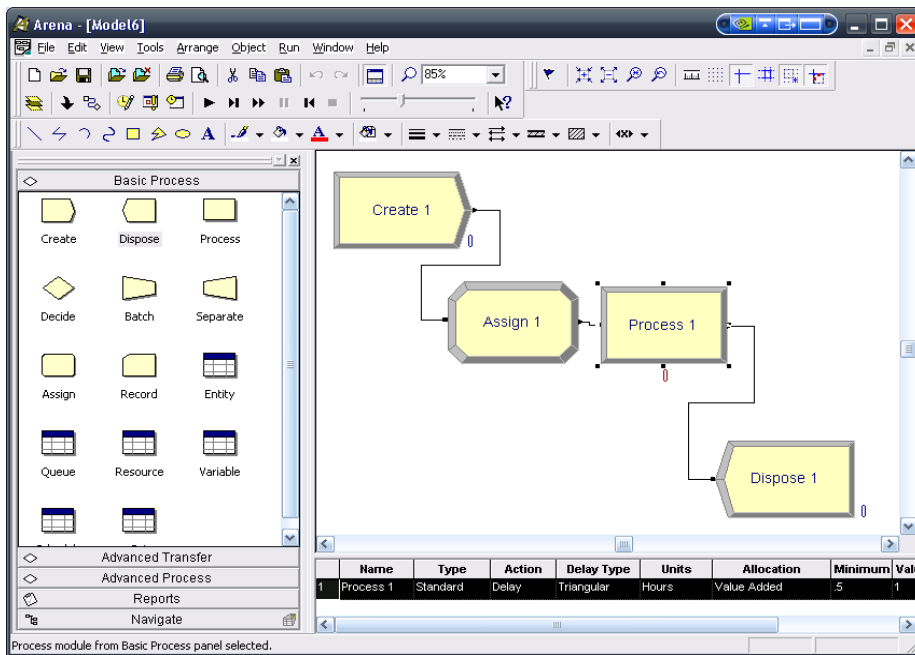 Arena - [Model6]
File Edit View Tools Arrange Object Run Window Help
85%
A A
Basic Process
Create Dispose Process
Decide Batch Separate
Assign Record Entity
Queue Resource Variable
Advanced Transfer
Advanced Process
Reports
Navigate
Create 1
0
Assign 1
Process 1
0
Dispose 1
0
Name Type Action Delay Type Units Allocation Minimum Val
1 Process 1 Standard Delay Triangular Hours Value Added .5 1
Process module from Basic Process panel selected.